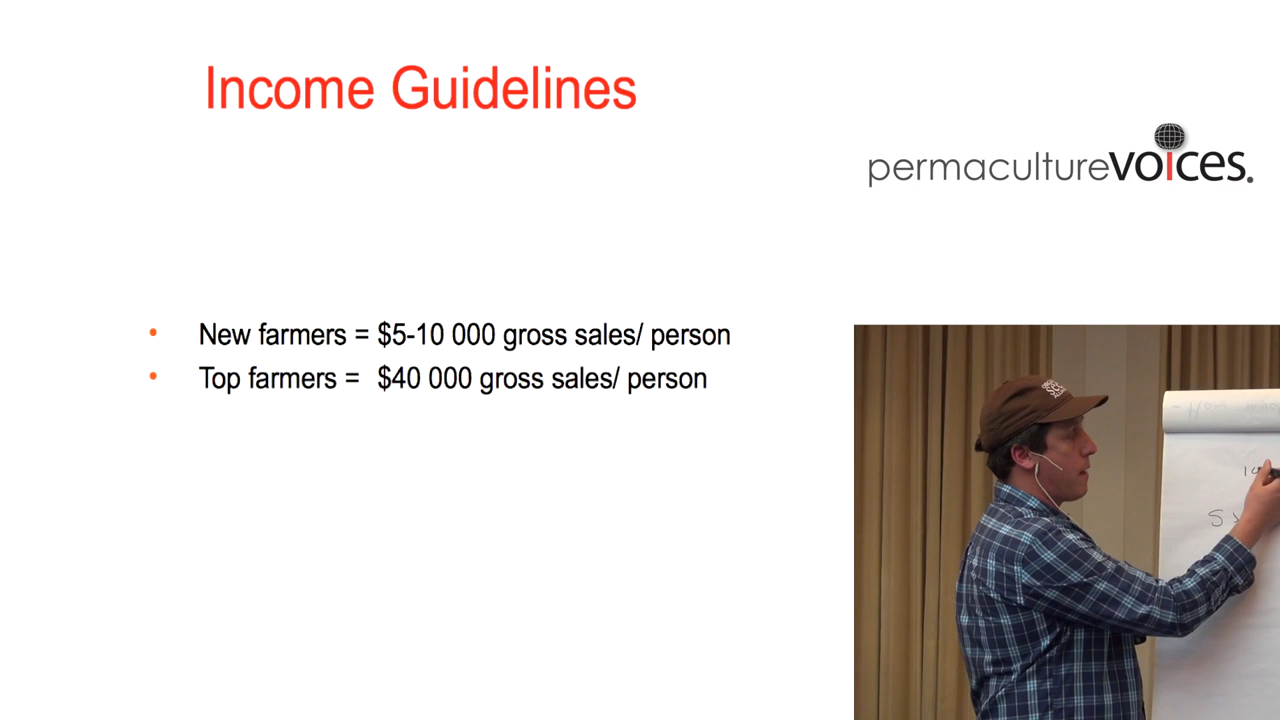 Income Guidelines
permaculturevoices.
• New farmers = $5-10 000 gross sales/ person
• Top farmers = $40 000 gross sales/ person